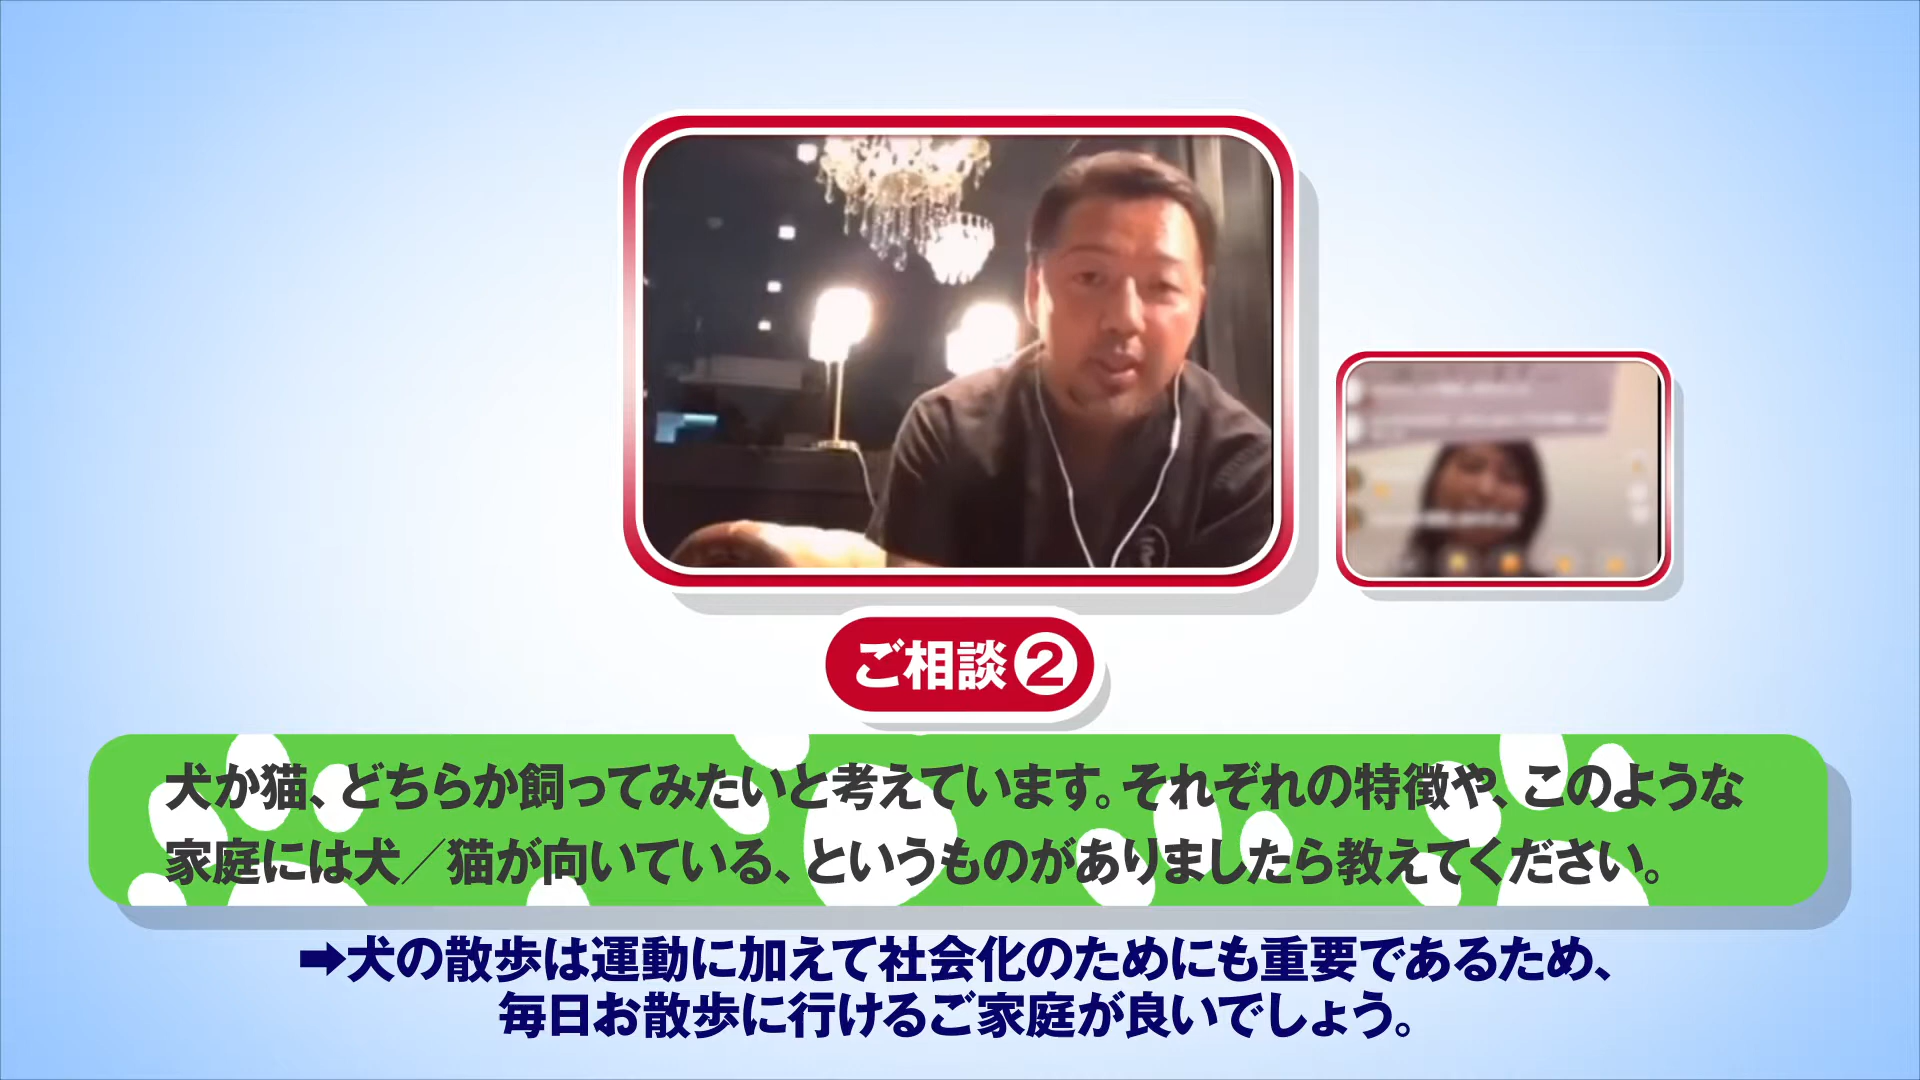 ご相談❷
犬か猫、どちらか飼ってみたいと考えています。それぞれの特徴や、このような
家庭には犬／猫が向いている、というものがありましたら教えてください。
➡犬の散歩は運動に加えて社会化のためにも重要であるため、
毎日お散歩に行けるご家庭が良いでしょう。